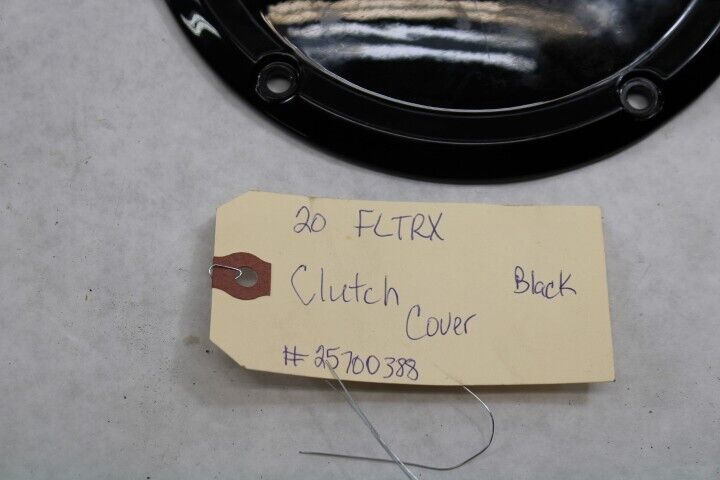 20 FLTRX
Clutch Black
Cover
#25700388